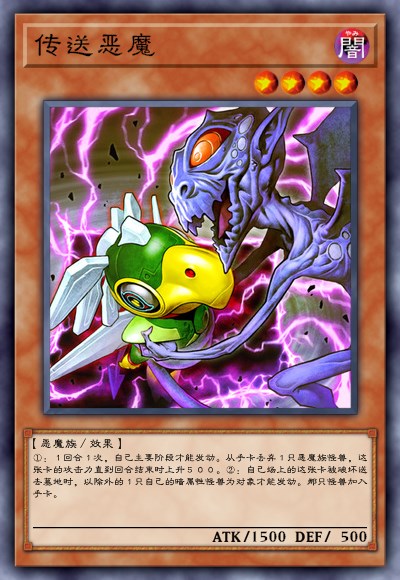 传送恶魔
やみ
闇
【恶魔族／效果】
①：1回合1次，自己主要阶段才能发动。从手卡丢弃1只恶魔族怪兽，这
张卡的攻击力直到回合结束时上升５００。②：自己场上的这张卡被破坏送
去墓地时，以除外的1只自己的暗属性怪兽为对象才能发动。那只怪兽加入
手卡。
ATK/1500 DEF/ 500